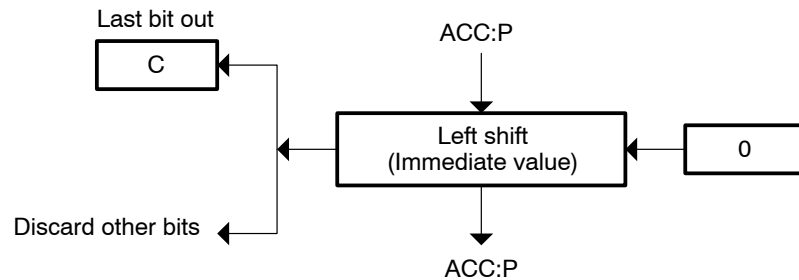 Last bit out
C
ACC:P
Left shift
(Immediate value)
0
Discard other bits
ACC:P